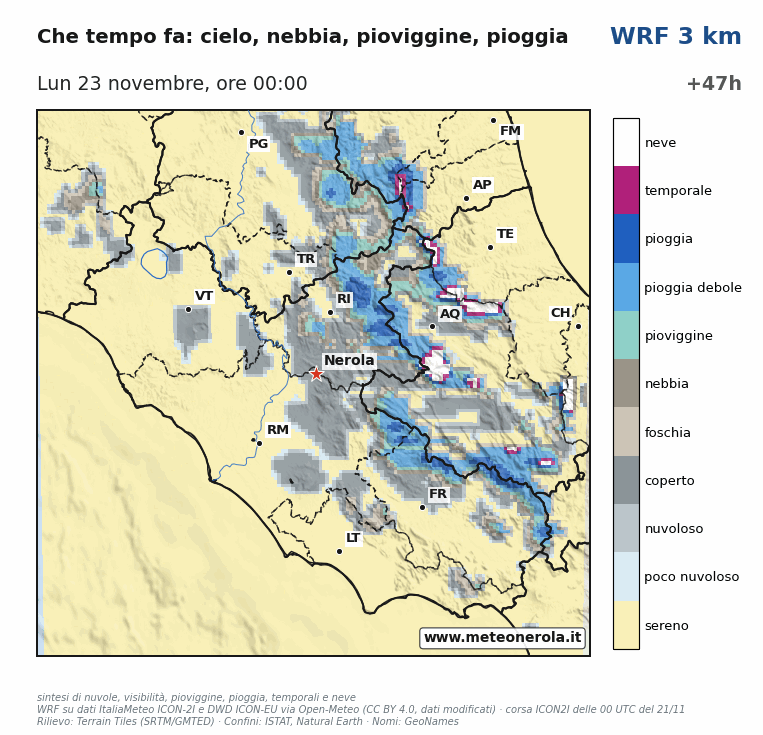 Che tempo fa: cielo, nebbia, pioviggine, pioggia
WRF 3 km
Lun 23 novembre, ore 00:00
+47h
FM
PG
AP
TE
TR
VT
RI
AQ
CH
Nerola
RM
FR
LT
www.meteonerola.it
neve
temporale
pioggia
pioggia debole
pioviggine
nebbia
foschia
coperto
nuvoloso
poco nuvoloso
sereno
sintesi di nuvole, visibilità, pioviggine, pioggia, temporali e neve
WRF su dati ItaliaMeteo ICON-2I e DWD ICON-EU via Open-Meteo (CC BY 4.0, dati modificati) · corsa ICON2I delle 00 UTC del 21/11
Rilievo: Terrain Tiles (SRTM/GMTED) · Confini: ISTAT, Natural Earth · Nomi: GeoNames